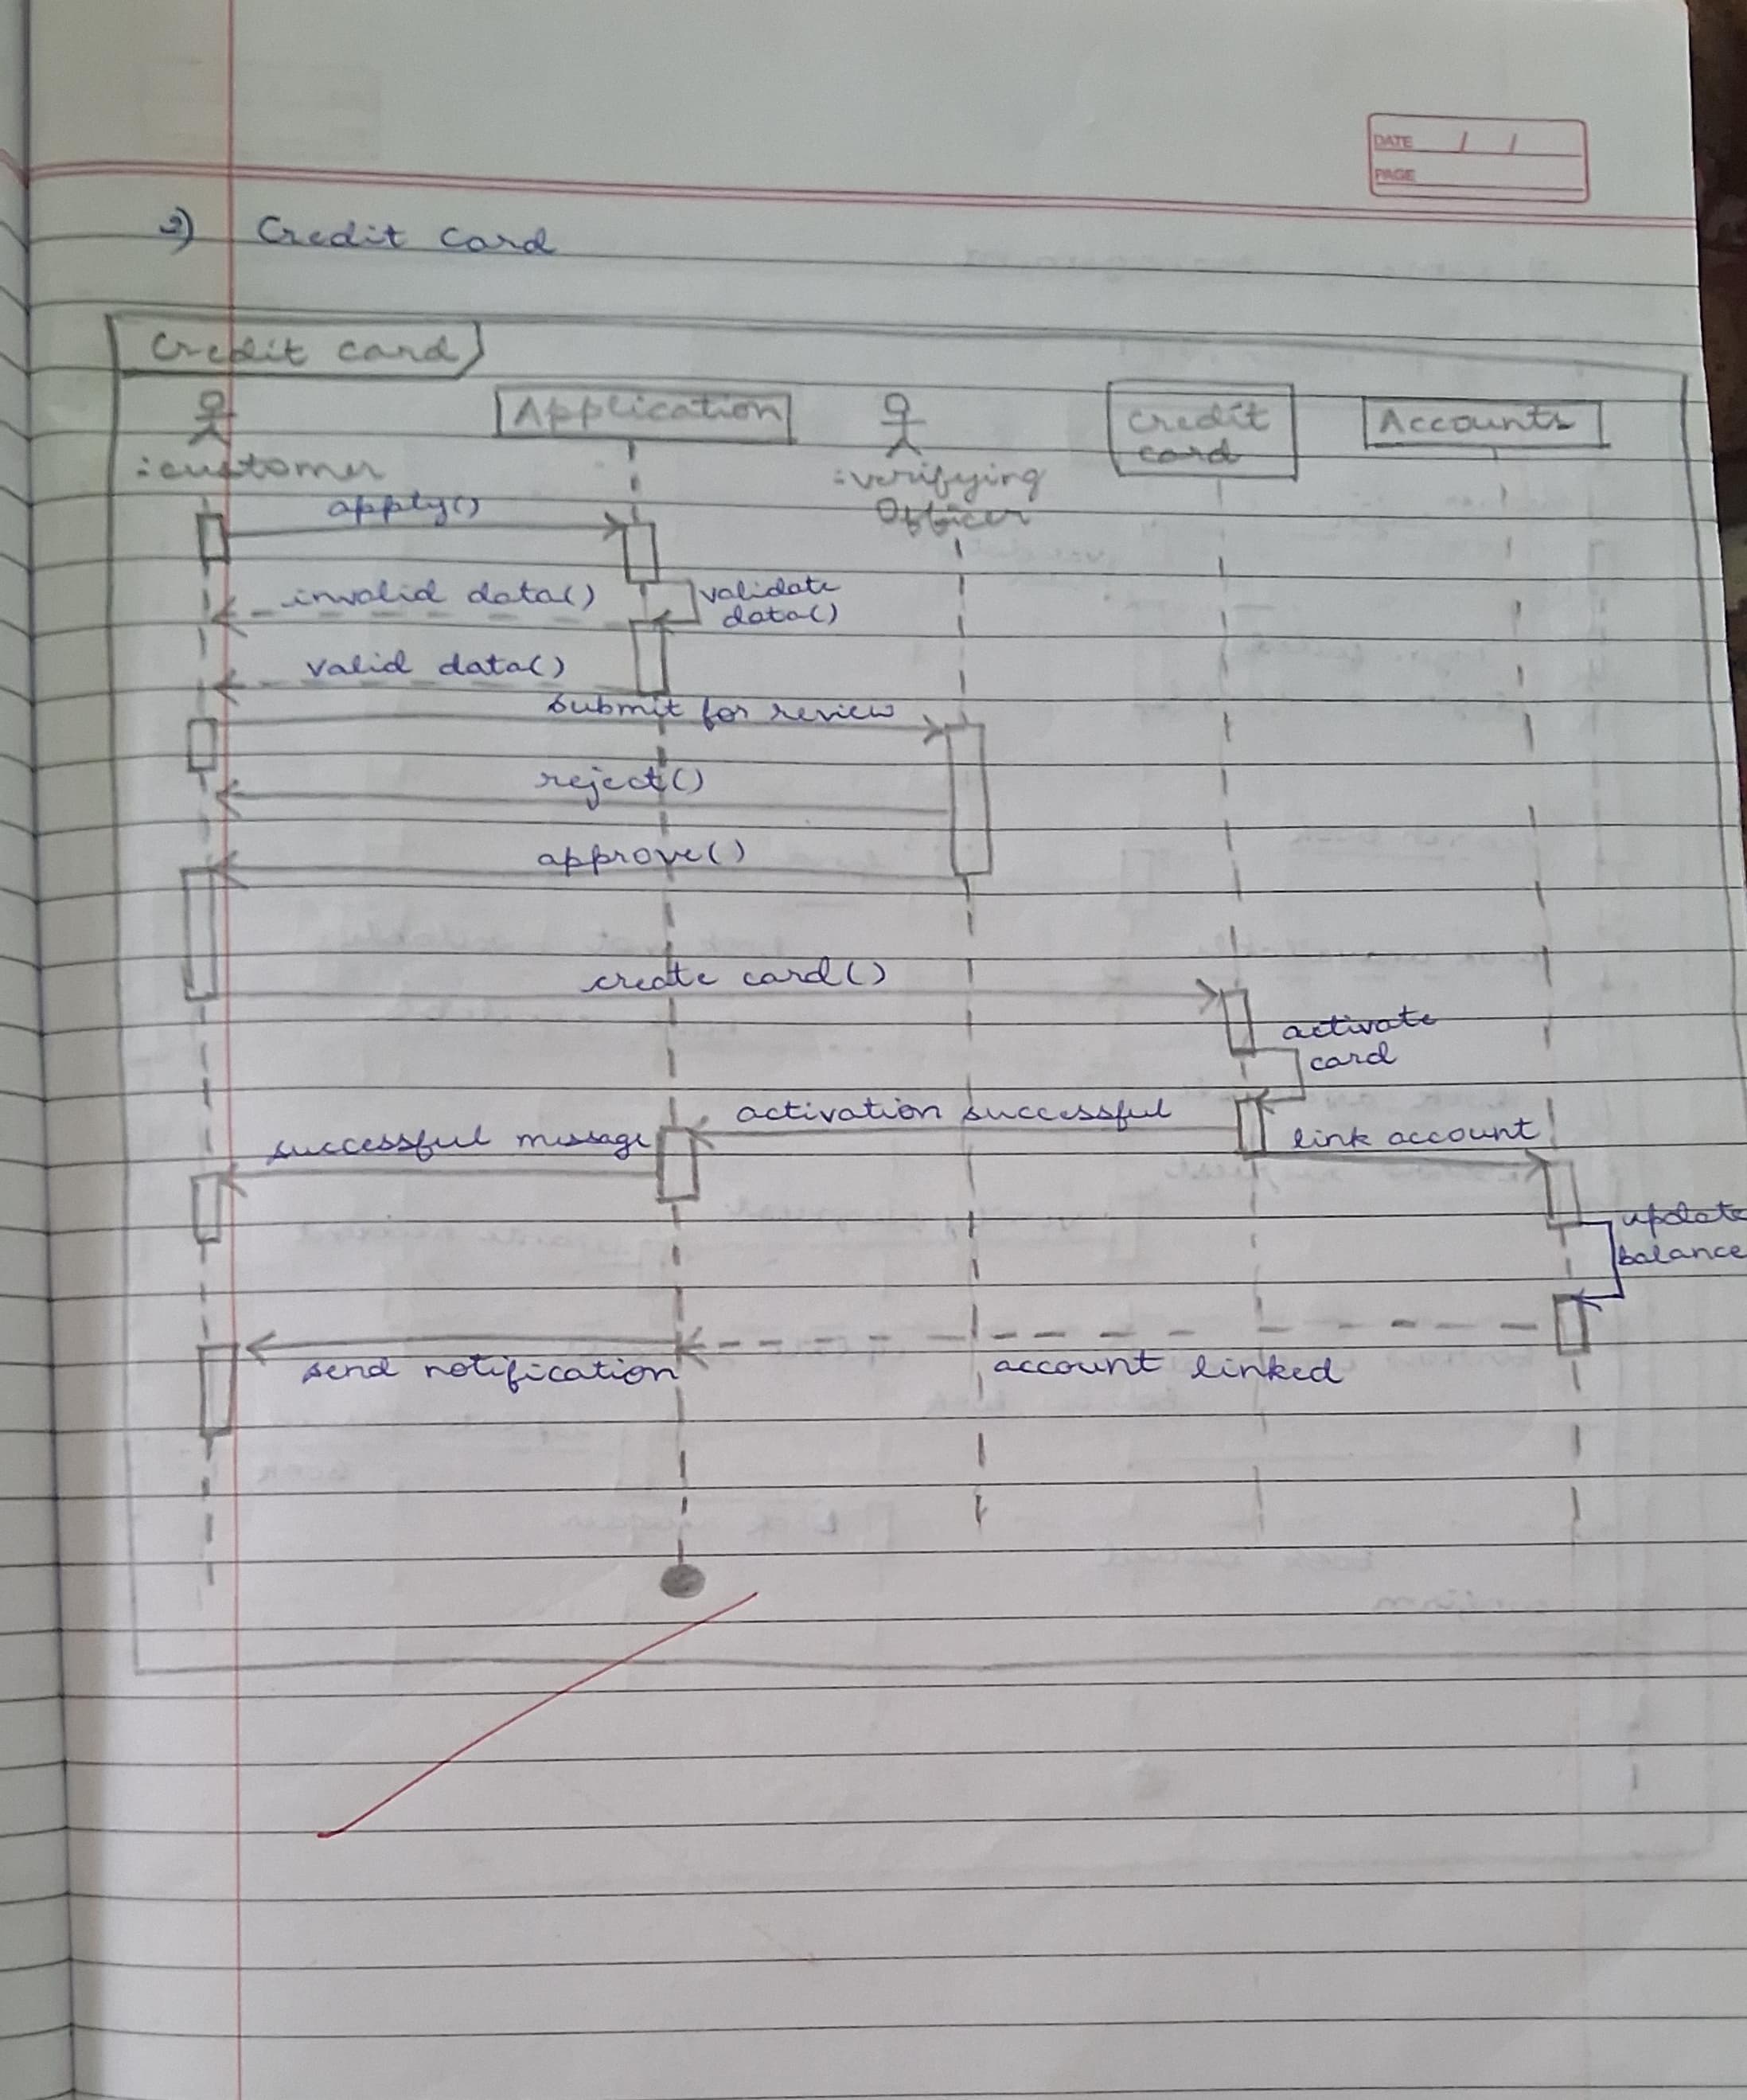 DATE / /
PAGE
2) Credit Card
Credit card
Application
Credit
card
Accounts
:customer
:verifying
Officer
apply()
invalid data()
validate
data()
valid data()
submit for review
reject()
approve()
create card()
activate
card
activation successful
successful message
link account
update
balance
send notification
account linked